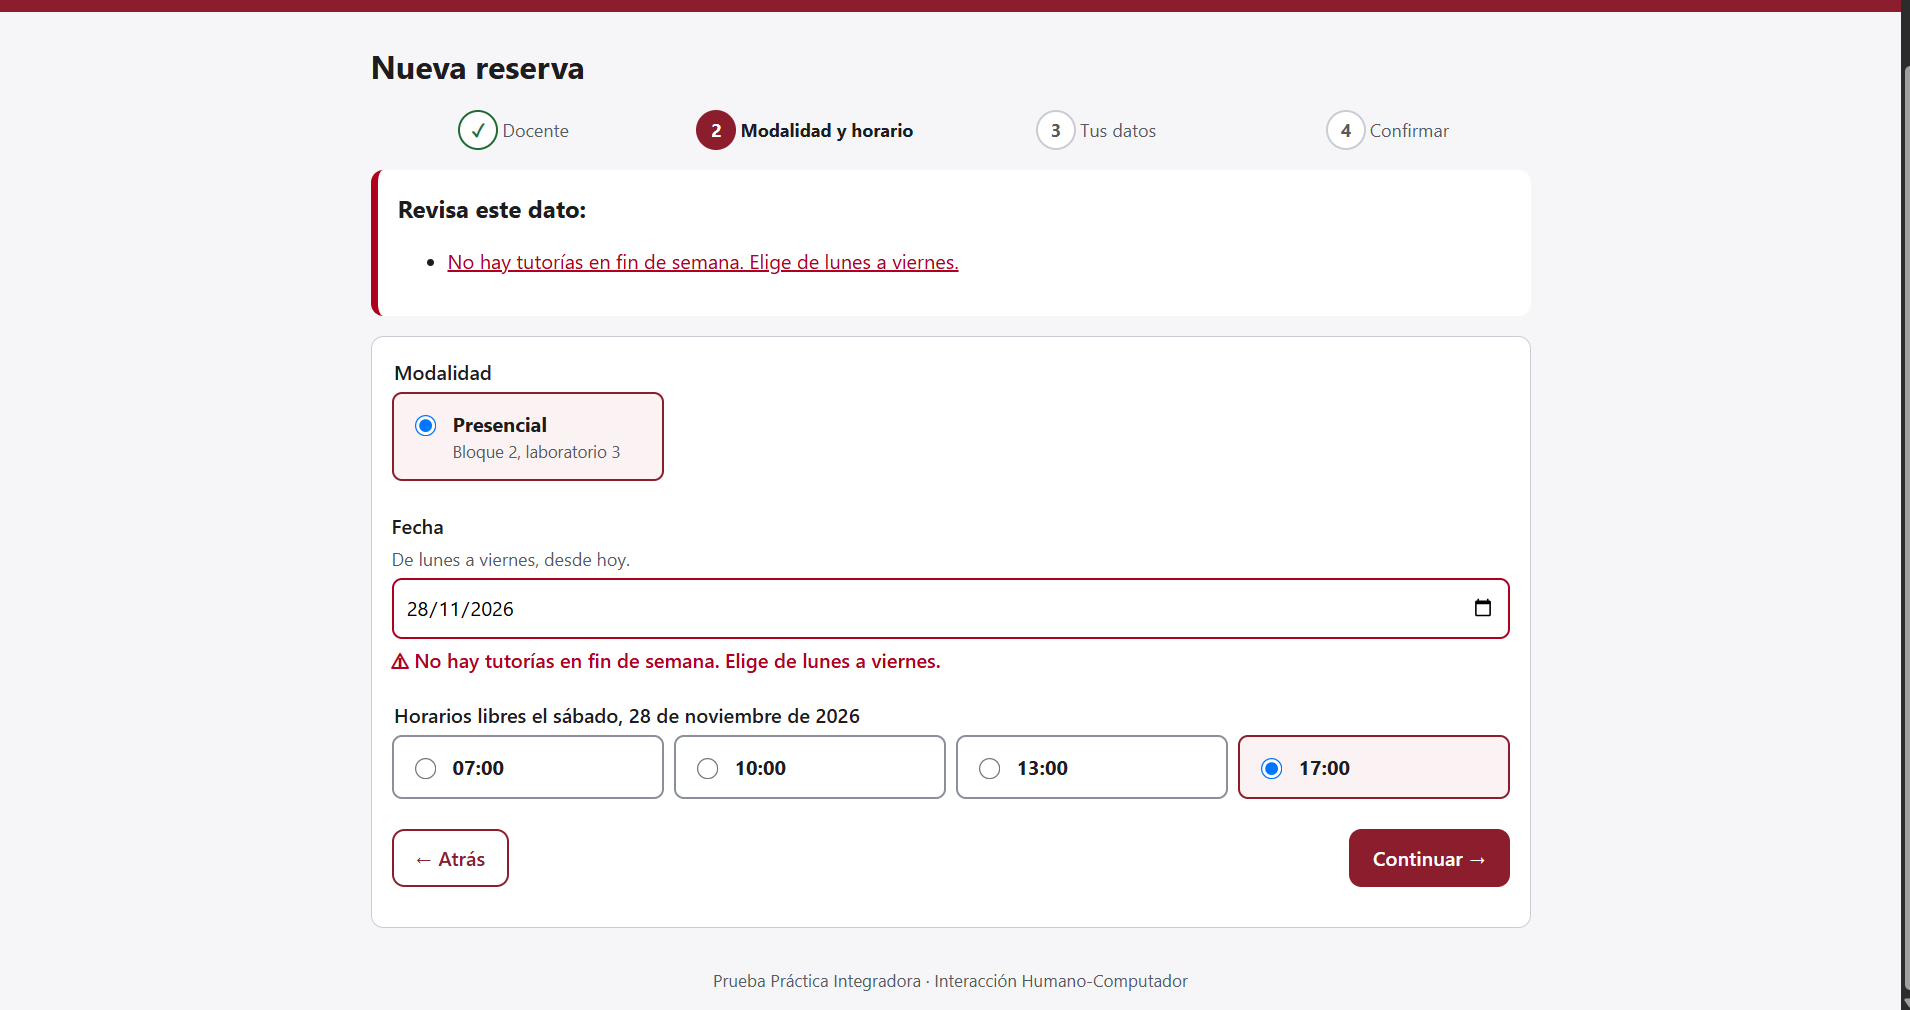 Nueva reserva
✓ Docente
2 Modalidad y horario
3 Tus datos
4 Confirmar
Revisa este dato:
• No hay tutorías en fin de semana. Elige de lunes a viernes.
Modalidad
Presencial
Bloque 2, laboratorio 3
Fecha
De lunes a viernes, desde hoy.
28/11/2026
⚠ No hay tutorías en fin de semana. Elige de lunes a viernes.
Horarios libres el sábado, 28 de noviembre de 2026
07:00
10:00
13:00
17:00
← Atrás
Continuar →
Prueba Práctica Integradora · Interacción Humano-Computador